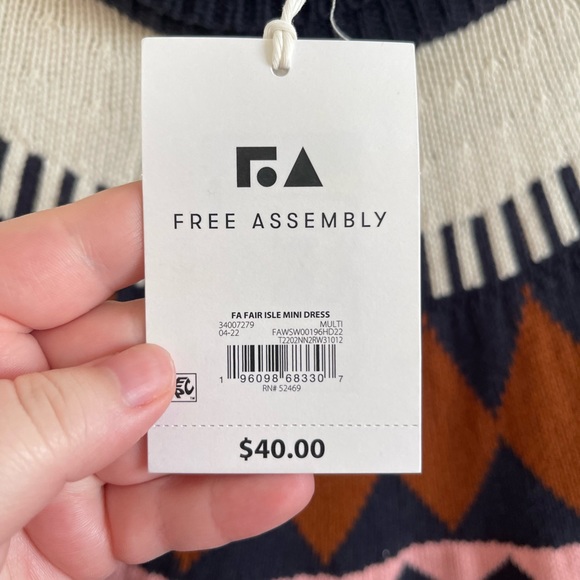 FREE ASSEMBLY
FA FAIR ISLE MINI DRESS
34007279 MULTI
04-22 FAWSW00196HD22
T2202NN2RW31012
1 96098 68330 7
RN# 52469
$40.00